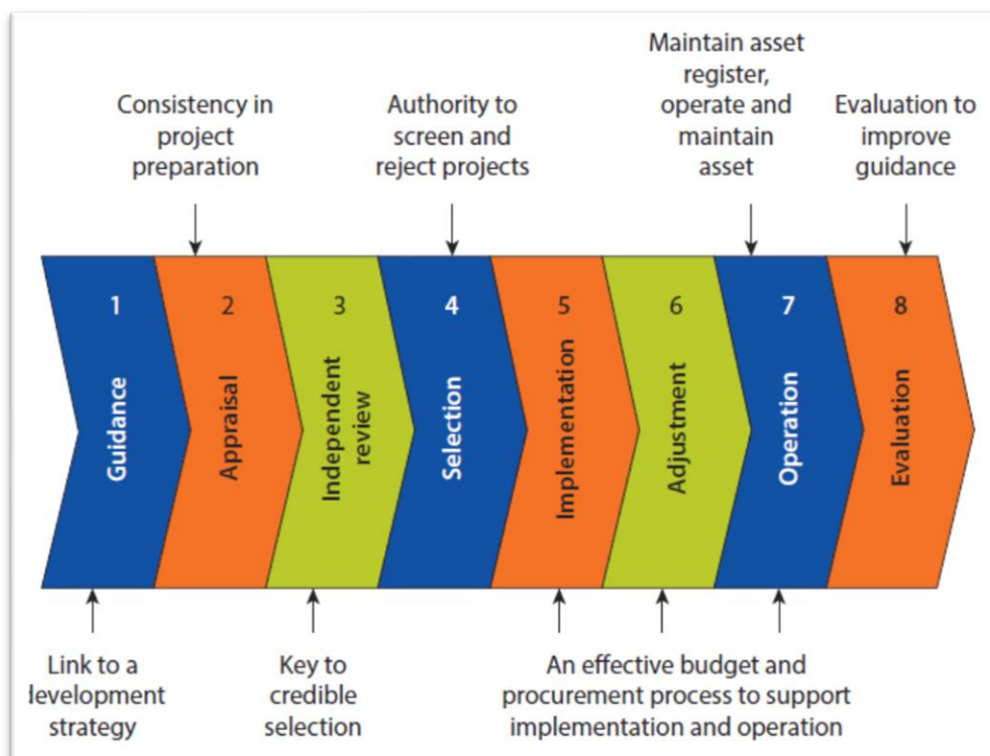 Consistency in
project
preparation
Authority to
screen and
reject projects
Maintain asset
register,
operate and
maintain
asset
Evaluation to
improve
guidance
1
Guidance
2
Appraisal
3
Independent
review
4
Selection
5
Implementation
6
Adjustment
7
Operation
8
Evaluation
Link to a
development
strategy
Key to
credible
selection
An effective budget and
procurement process to support
implementation and operation